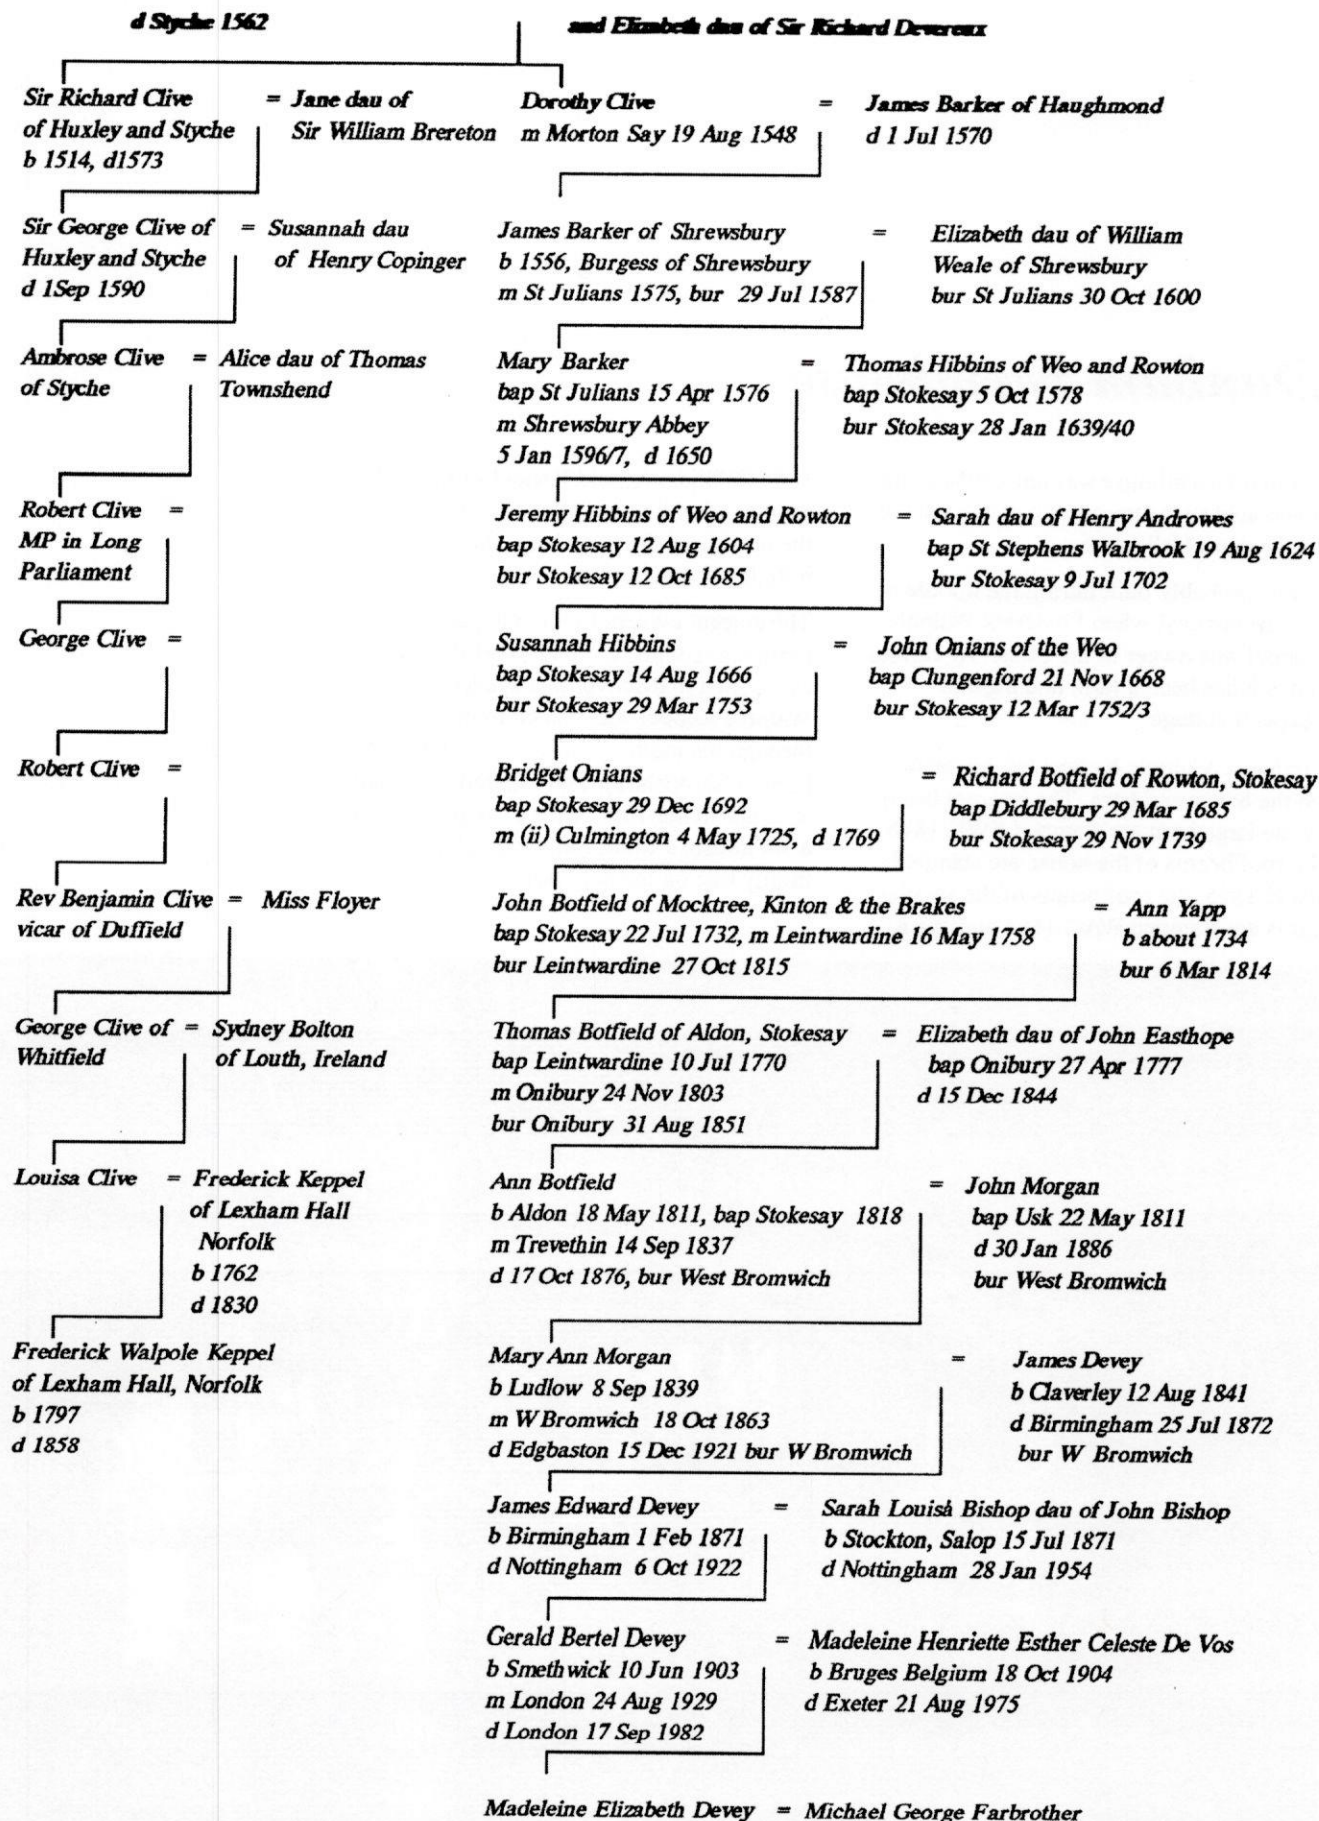 d Styche 1562
and Elizabeth dau of Sir Richard Devereux
Sir Richard Clive = Jane dau of
of Huxley and Styche Sir William Brereton
b 1514, d1573
Dorothy Clive = James Barker of Haughmond
m Morton Say 19 Aug 1548 d 1 Jul 1570
Sir George Clive of = Susannah dau
Huxley and Styche of Henry Copinger
d 1Sep 1590
James Barker of Shrewsbury = Elizabeth dau of William
b 1556, Burgess of Shrewsbury Weale of Shrewsbury
m St Julians 1575, bur 29 Jul 1587 bur St Julians 30 Oct 1600
Ambrose Clive = Alice dau of Thomas
of Styche Townshend
Mary Barker = Thomas Hibbins of Weo and Rowton
bap St Julians 15 Apr 1576 bap Stokesay 5 Oct 1578
m Shrewsbury Abbey bur Stokesay 28 Jan 1639/40
5 Jan 1596/7, d 1650
Robert Clive =
MP in Long
Parliament
Jeremy Hibbins of Weo and Rowton = Sarah dau of Henry Androwes
bap Stokesay 12 Aug 1604 bap St Stephens Walbrook 19 Aug 1624
bur Stokesay 12 Oct 1685 bur Stokesay 9 Jul 1702
George Clive =
Susannah Hibbins = John Onians of the Weo
bap Stokesay 14 Aug 1666 bap Clungenford 21 Nov 1668
bur Stokesay 29 Mar 1753 bur Stokesay 12 Mar 1752/3
Robert Clive =
Bridget Onians = Richard Botfield of Rowton, Stokesay
bap Stokesay 29 Dec 1692 bap Diddlebury 29 Mar 1685
m (ii) Culmington 4 May 1725, d 1769 bur Stokesay 29 Nov 1739
Rev Benjamin Clive = Miss Floyer
vicar of Duffield
John Botfield of Mocktree, Kinton & the Brakes = Ann Yapp
bap Stokesay 22 Jul 1732, m Leintwardine 16 May 1758 b about 1734
bur Leintwardine 27 Oct 1815 bur 6 Mar 1814
George Clive of = Sydney Bolton
Whitfield of Louth, Ireland
Thomas Botfield of Aldon, Stokesay = Elizabeth dau of John Easthope
bap Leintwardine 10 Jul 1770 bap Onibury 27 Apr 1777
m Onibury 24 Nov 1803 d 15 Dec 1844
bur Onibury 31 Aug 1851
Louisa Clive = Frederick Keppel
of Lexham Hall
Norfolk
b 1762
d 1830
Ann Botfield = John Morgan
b Aldon 18 May 1811, bap Stokesay 1818 bap Usk 22 May 1811
m Trevethin 14 Sep 1837 d 30 Jan 1886
d 17 Oct 1876, bur West Bromwich bur West Bromwich
Frederick Walpole Keppel
of Lexham Hall, Norfolk
b 1797
d 1858
Mary Ann Morgan = James Devey
b Ludlow 8 Sep 1839 b Claverley 12 Aug 1841
m W Bromwich 18 Oct 1863 d Birmingham 25 Jul 1872
d Edgbaston 15 Dec 1921 bur W Bromwich bur W Bromwich
James Edward Devey = Sarah Louisa Bishop dau of John Bishop
b Birmingham 1 Feb 1871 b Stockton, Salop 15 Jul 1871
d Nottingham 6 Oct 1922 d Nottingham 28 Jan 1954
Gerald Bertel Devey = Madeleine Henriette Esther Celeste De Vos
b Smethwick 10 Jun 1903 b Bruges Belgium 18 Oct 1904
m London 24 Aug 1929 d Exeter 21 Aug 1975
d London 17 Sep 1982
Madeleine Elizabeth Devey = Michael George Farbrother